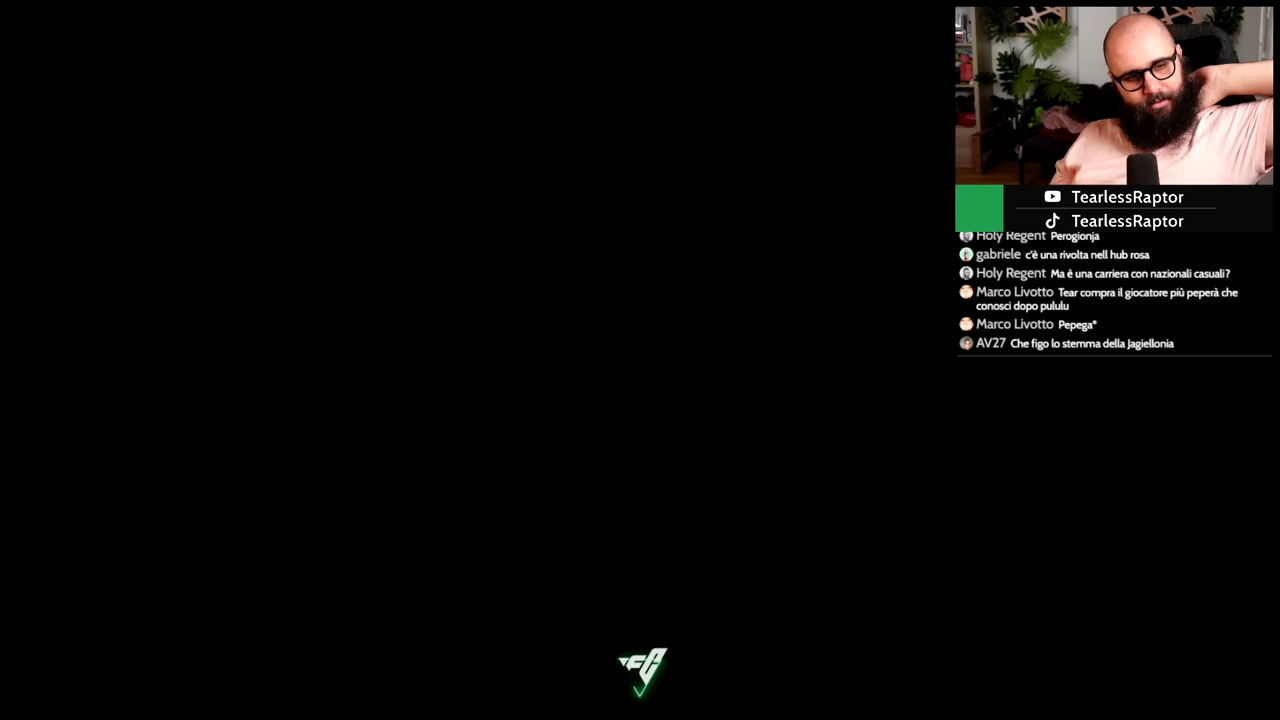 TearlessRaptor
TearlessRaptor
Holy Regent Perogionja
gabriele c'è una rivolta nell hub rosa
Holy Regent Ma è una carriera con nazionali casuali?
Marco Livotto Tear compra il giocatore più peperà che
conosci dopo pululu
Marco Livotto Pepega*
AV27 Che figo lo stemma della Jagiellonia
FC